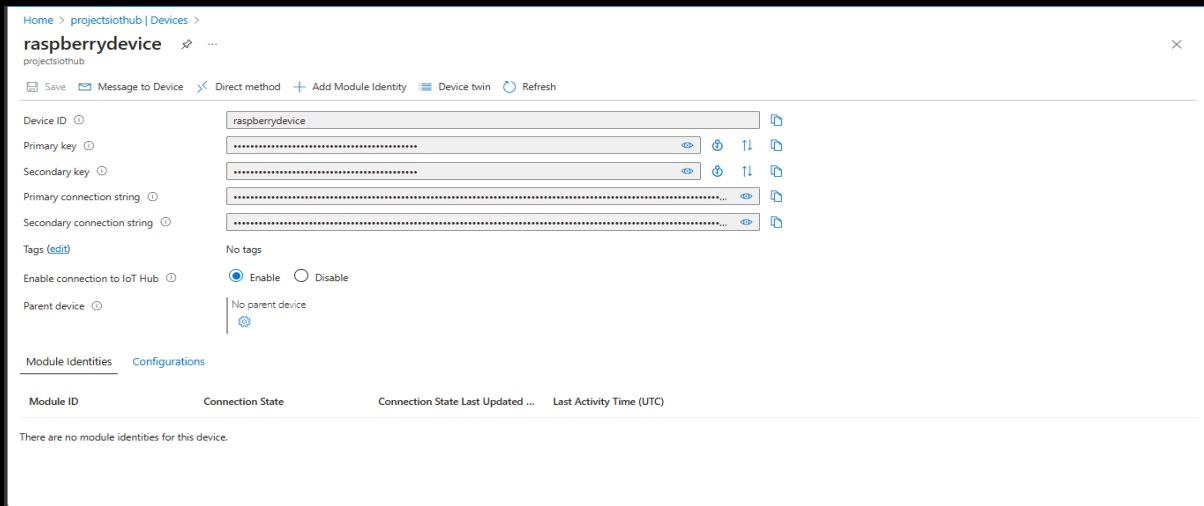 Home > projectsiothub | Devices >
raspberrydevice ...
projectsiothub
Save Message to Device Direct method Add Module Identity Device twin Refresh
Device ID raspberrydevice
Primary key ••••••••••••••••••••••••••••••••••••••••••••
Secondary key ••••••••••••••••••••••••••••••••••••••••••••
Primary connection string ...
Secondary connection string ...
Tags (edit) No tags
Enable connection to IoT Hub Enable Disable
Parent device No parent device
Module Identities Configurations
Module ID Connection State Connection State Last Updated ... Last Activity Time (UTC)
There are no module identities for this device.